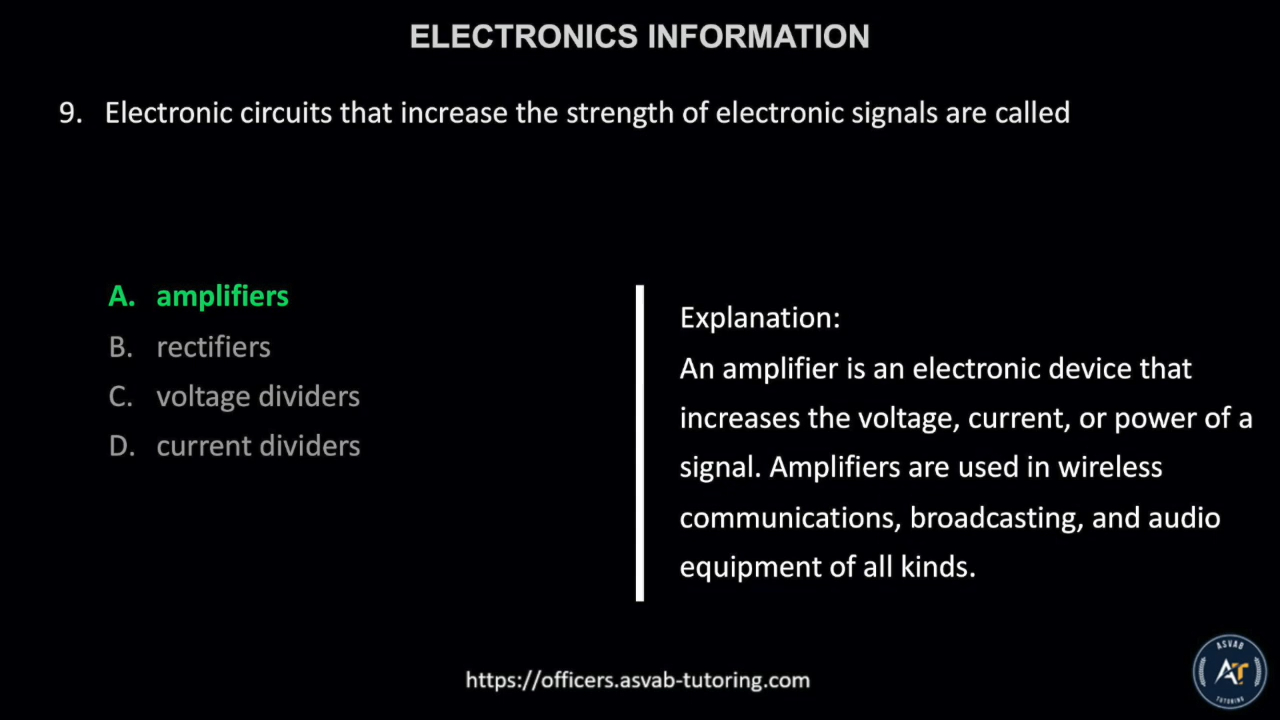 ELECTRONICS INFORMATION
9. Electronic circuits that increase the strength of electronic signals are called
A. amplifiers
B. rectifiers
C. voltage dividers
D. current dividers
Explanation:
An amplifier is an electronic device that
increases the voltage, current, or power of a
signal. Amplifiers are used in wireless
communications, broadcasting, and audio
equipment of all kinds.
https://officers.asvab-tutoring.com
ASVAB
AT
TUTORING